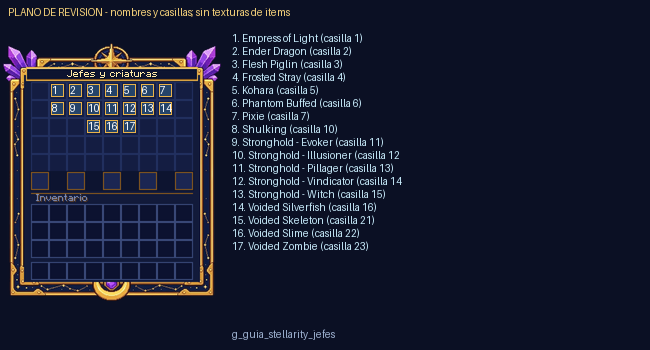 PLANO DE REVISION - nombres y casillas; sin texturas de items
Jefes y criaturas
1 2 3 4 5 6 7
8 9 10 11 12 13 14
15 16 17
Inventario
1. Empress of Light (casilla 1)
2. Ender Dragon (casilla 2)
3. Flesh Piglin (casilla 3)
4. Frosted Stray (casilla 4)
5. Kohara (casilla 5)
6. Phantom Buffed (casilla 6)
7. Pixie (casilla 7)
8. Shulking (casilla 10)
9. Stronghold - Evoker (casilla 11)
10. Stronghold - Illusioner (casilla 12
11. Stronghold - Pillager (casilla 13)
12. Stronghold - Vindicator (casilla 14
13. Stronghold - Witch (casilla 15)
14. Voided Silverfish (casilla 16)
15. Voided Skeleton (casilla 21)
16. Voided Slime (casilla 22)
17. Voided Zombie (casilla 23)
g_guia_stellarity_jefes